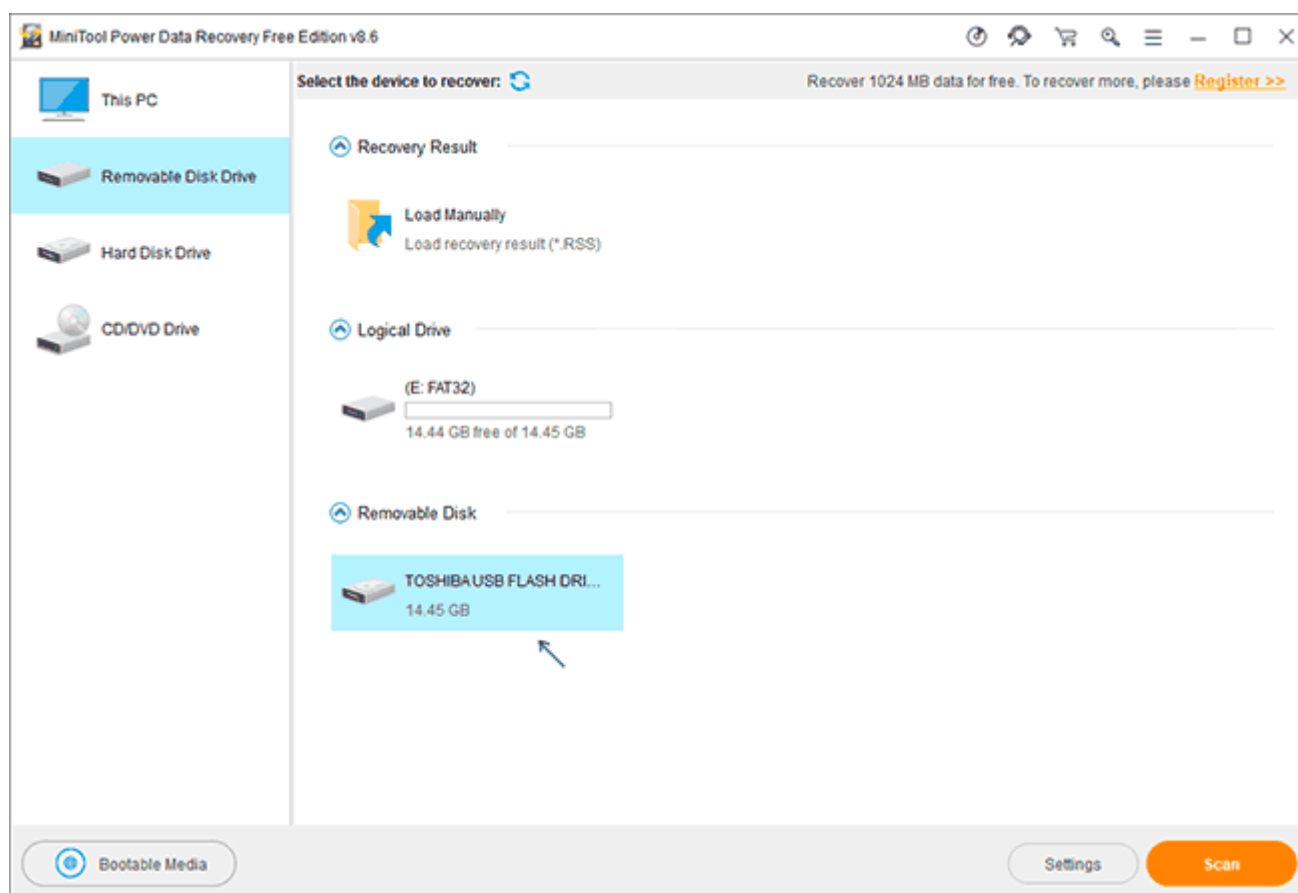 MiniTool Power Data Recovery Free Edition v8.6
This PC
Removable Disk Drive
Hard Disk Drive
CD/DVD Drive
Select the device to recover:
Recover 1024 MB data for free. To recover more, please Register >>
Recovery Result
Load Manually
Load recovery result (*.RSS)
Logical Drive
(E: FAT32)
14.44 GB free of 14.45 GB
Removable Disk
TOSHIBA USB FLASH DRI...
14.45 GB
Bootable Media
Settings
Scan